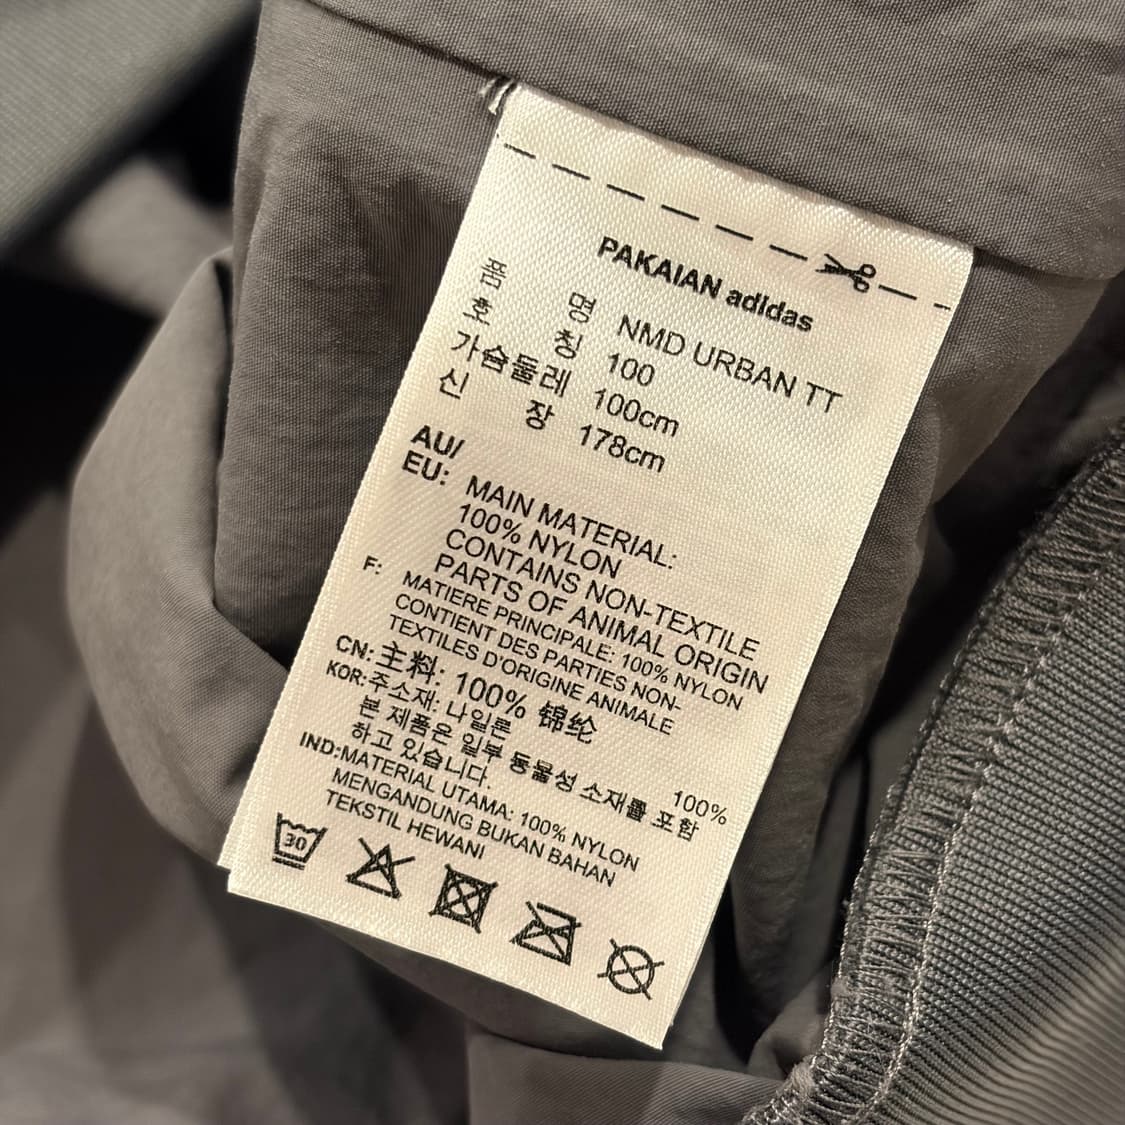 PAKAIAN adidas
품 명 NMD URBAN TT
호 칭 100
가슴둘레 100cm
신 장 178cm
AU/
EU: MAIN MATERIAL:
100% NYLON
CONTAINS NON-TEXTILE
PARTS OF ANIMAL ORIGIN
F: MATIERE PRINCIPALE: 100% NYLON
CONTIENT DES PARTIES NON-
TEXTILES D'ORIGINE ANIMALE
CN: 主料: 100% 锦纶
KOR: 주소재: 나일론 100%
본 제품은 일부 동물성 소재를 포함
하고 있습니다.
IND: MATERIAL UTAMA: 100% NYLON
MENGANDUNG BUKAN BAHAN
TEKSTIL HEWANI
30